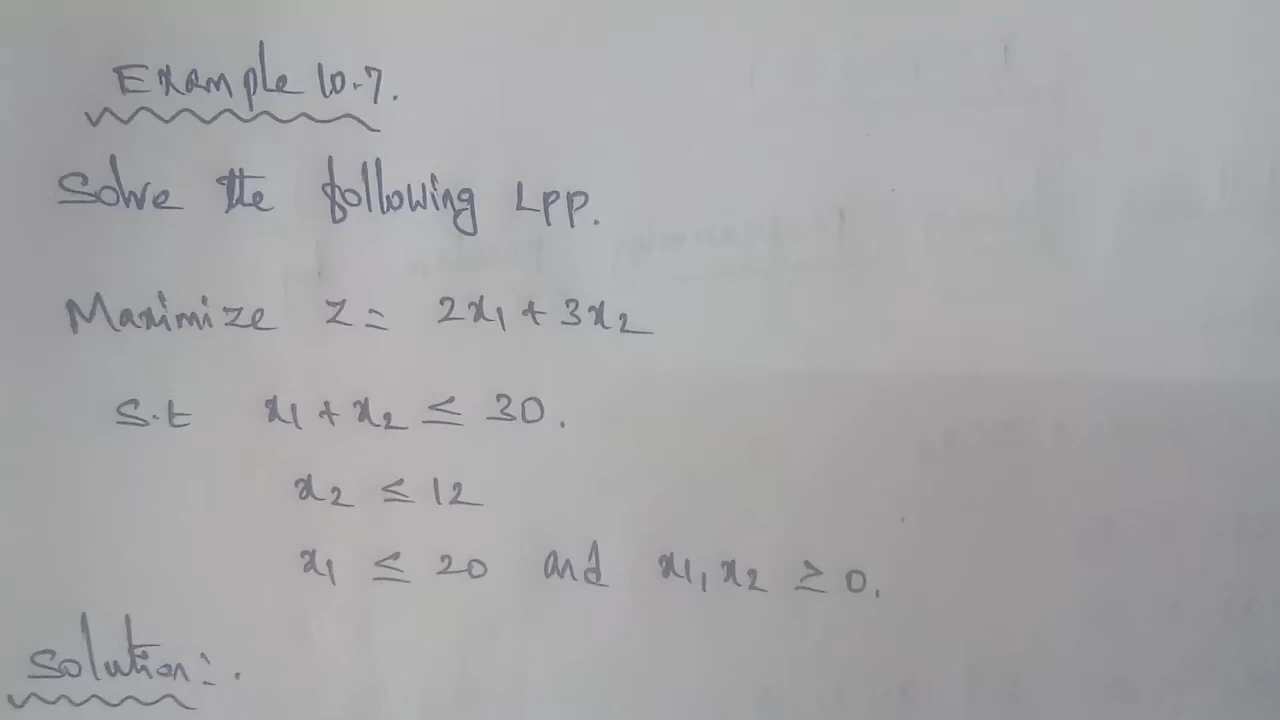 Example 10.7.
Solve the following LPP.
Maximize Z = 2x₁ + 3x₂
S.t x₁ + x₂ ≤ 30.
x₂ ≤ 12
x₁ ≤ 20 and x₁, x₂ ≥ 0.
Solution:.